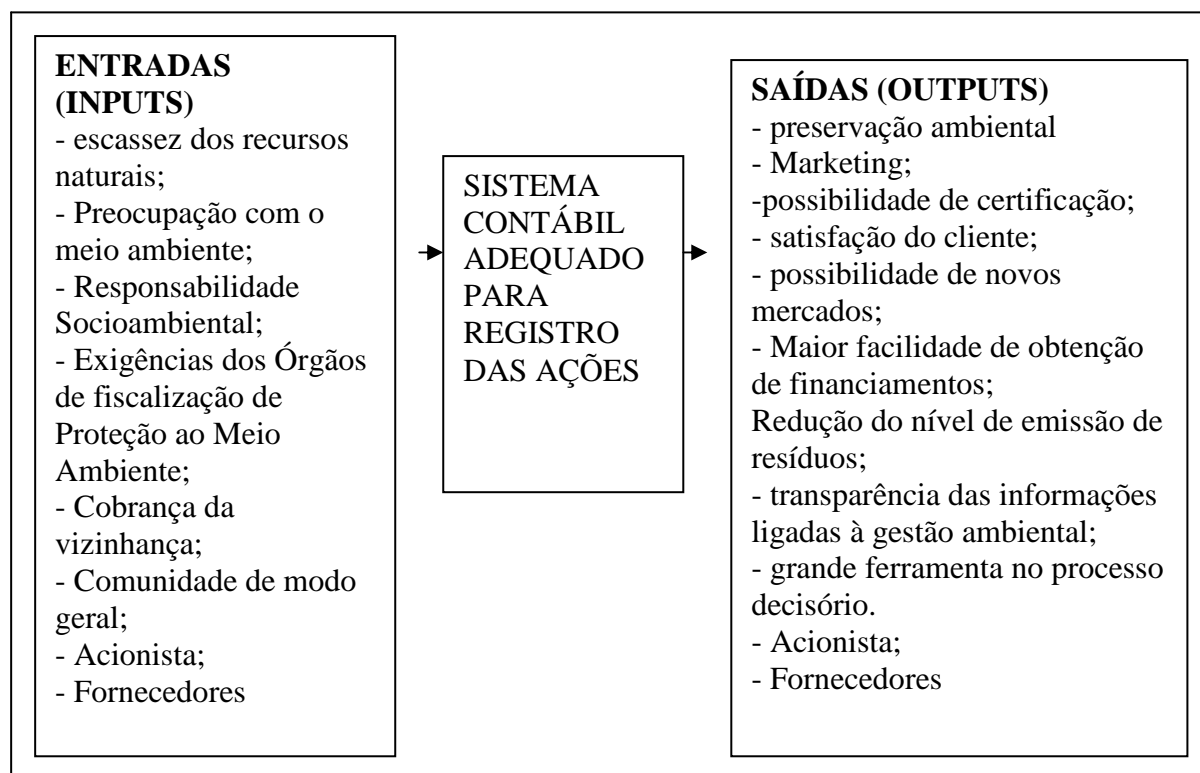 ENTRADAS
(INPUTS)
- escassez dos recursos
naturais;
- Preocupação com o
meio ambiente;
- Responsabilidade
Socioambiental;
- Exigências dos Órgãos
de fiscalização de
Proteção ao Meio
Ambiente;
- Cobrança da
vizinhança;
- Comunidade de modo
geral;
- Acionista;
- Fornecedores
SISTEMA
CONTÁBIL
ADEQUADO
PARA
REGISTRO
DAS AÇÕES
SAÍDAS (OUTPUTS)
- preservação ambiental
- Marketing;
-possibilidade de certificação;
- satisfação do cliente;
- possibilidade de novos
mercados;
- Maior facilidade de obtenção
de financiamentos;
Redução do nível de emissão de
resíduos;
- transparência das informações
ligadas à gestão ambiental;
- grande ferramenta no processo
decisório.
- Acionista;
- Fornecedores